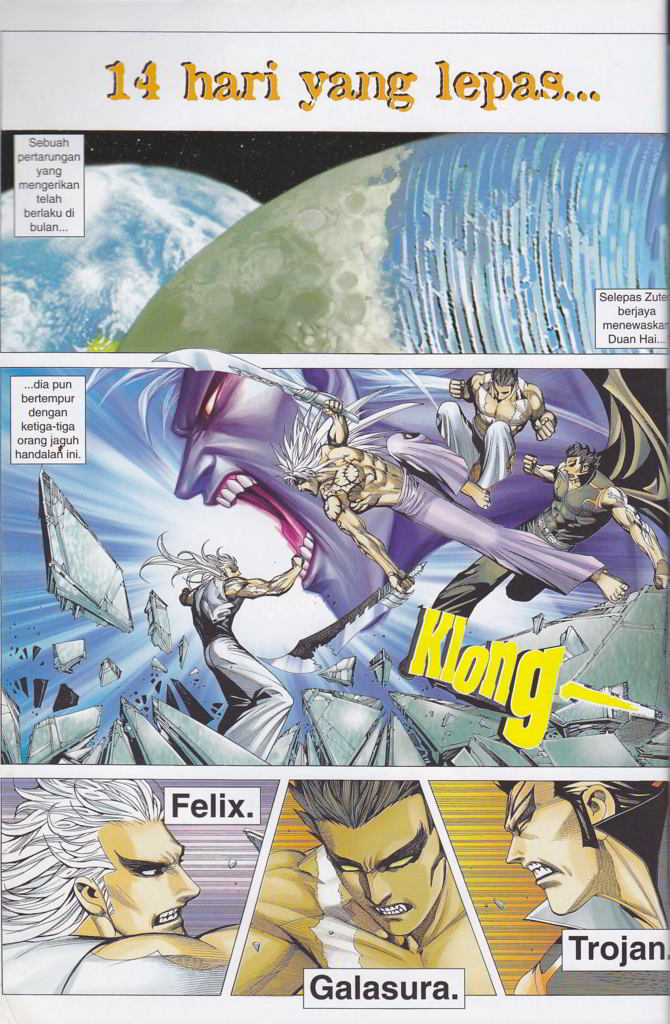 14 hari yang lepas...
Sebuah
pertarungan
yang
mengerikan
telah
berlaku di
bulan...
Selepas Zute
berjaya
menewaskan
Duan Hai...
...dia pun
bertempur
dengan
ketiga-tiga
orang jaguh
handalan ini.
Klong
Felix.
Galasura.
Trojan.